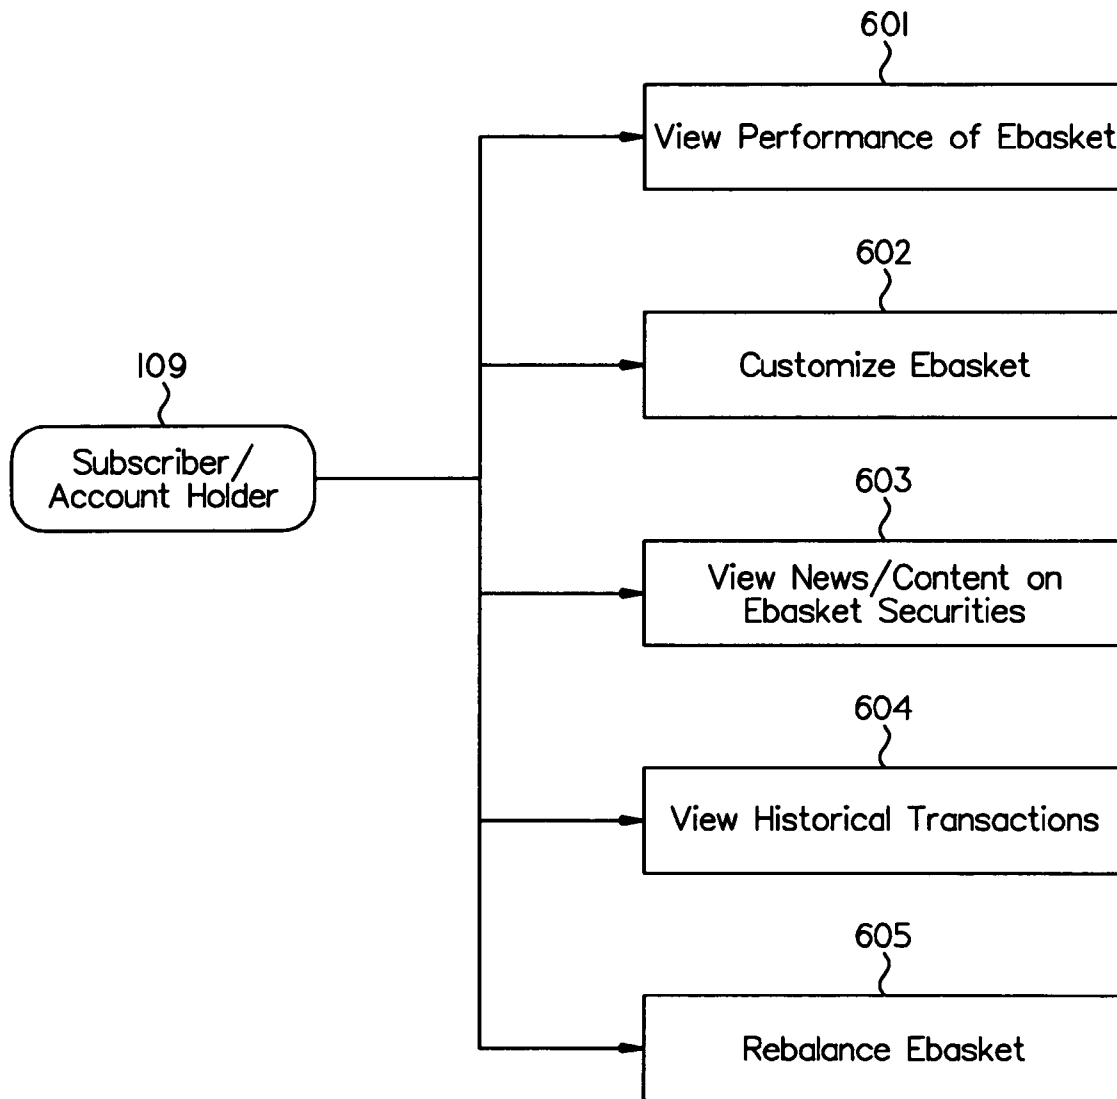 601
View Performance of Ebasket
602
Customize Ebasket
109
Subscriber/
Account Holder
603
View News/Content on
Ebasket Securities
604
View Historical Transactions
605
Rebalance Ebasket